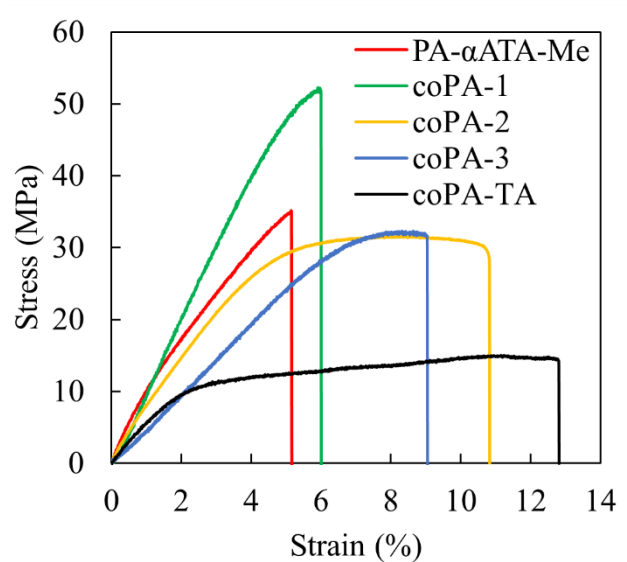 60
50
40
30
20
10
0
Stress (MPa)
PA-αATA-Me
coPA-1
coPA-2
coPA-3
coPA-TA
0 2 4 6 8 10 12 14
Strain (%)